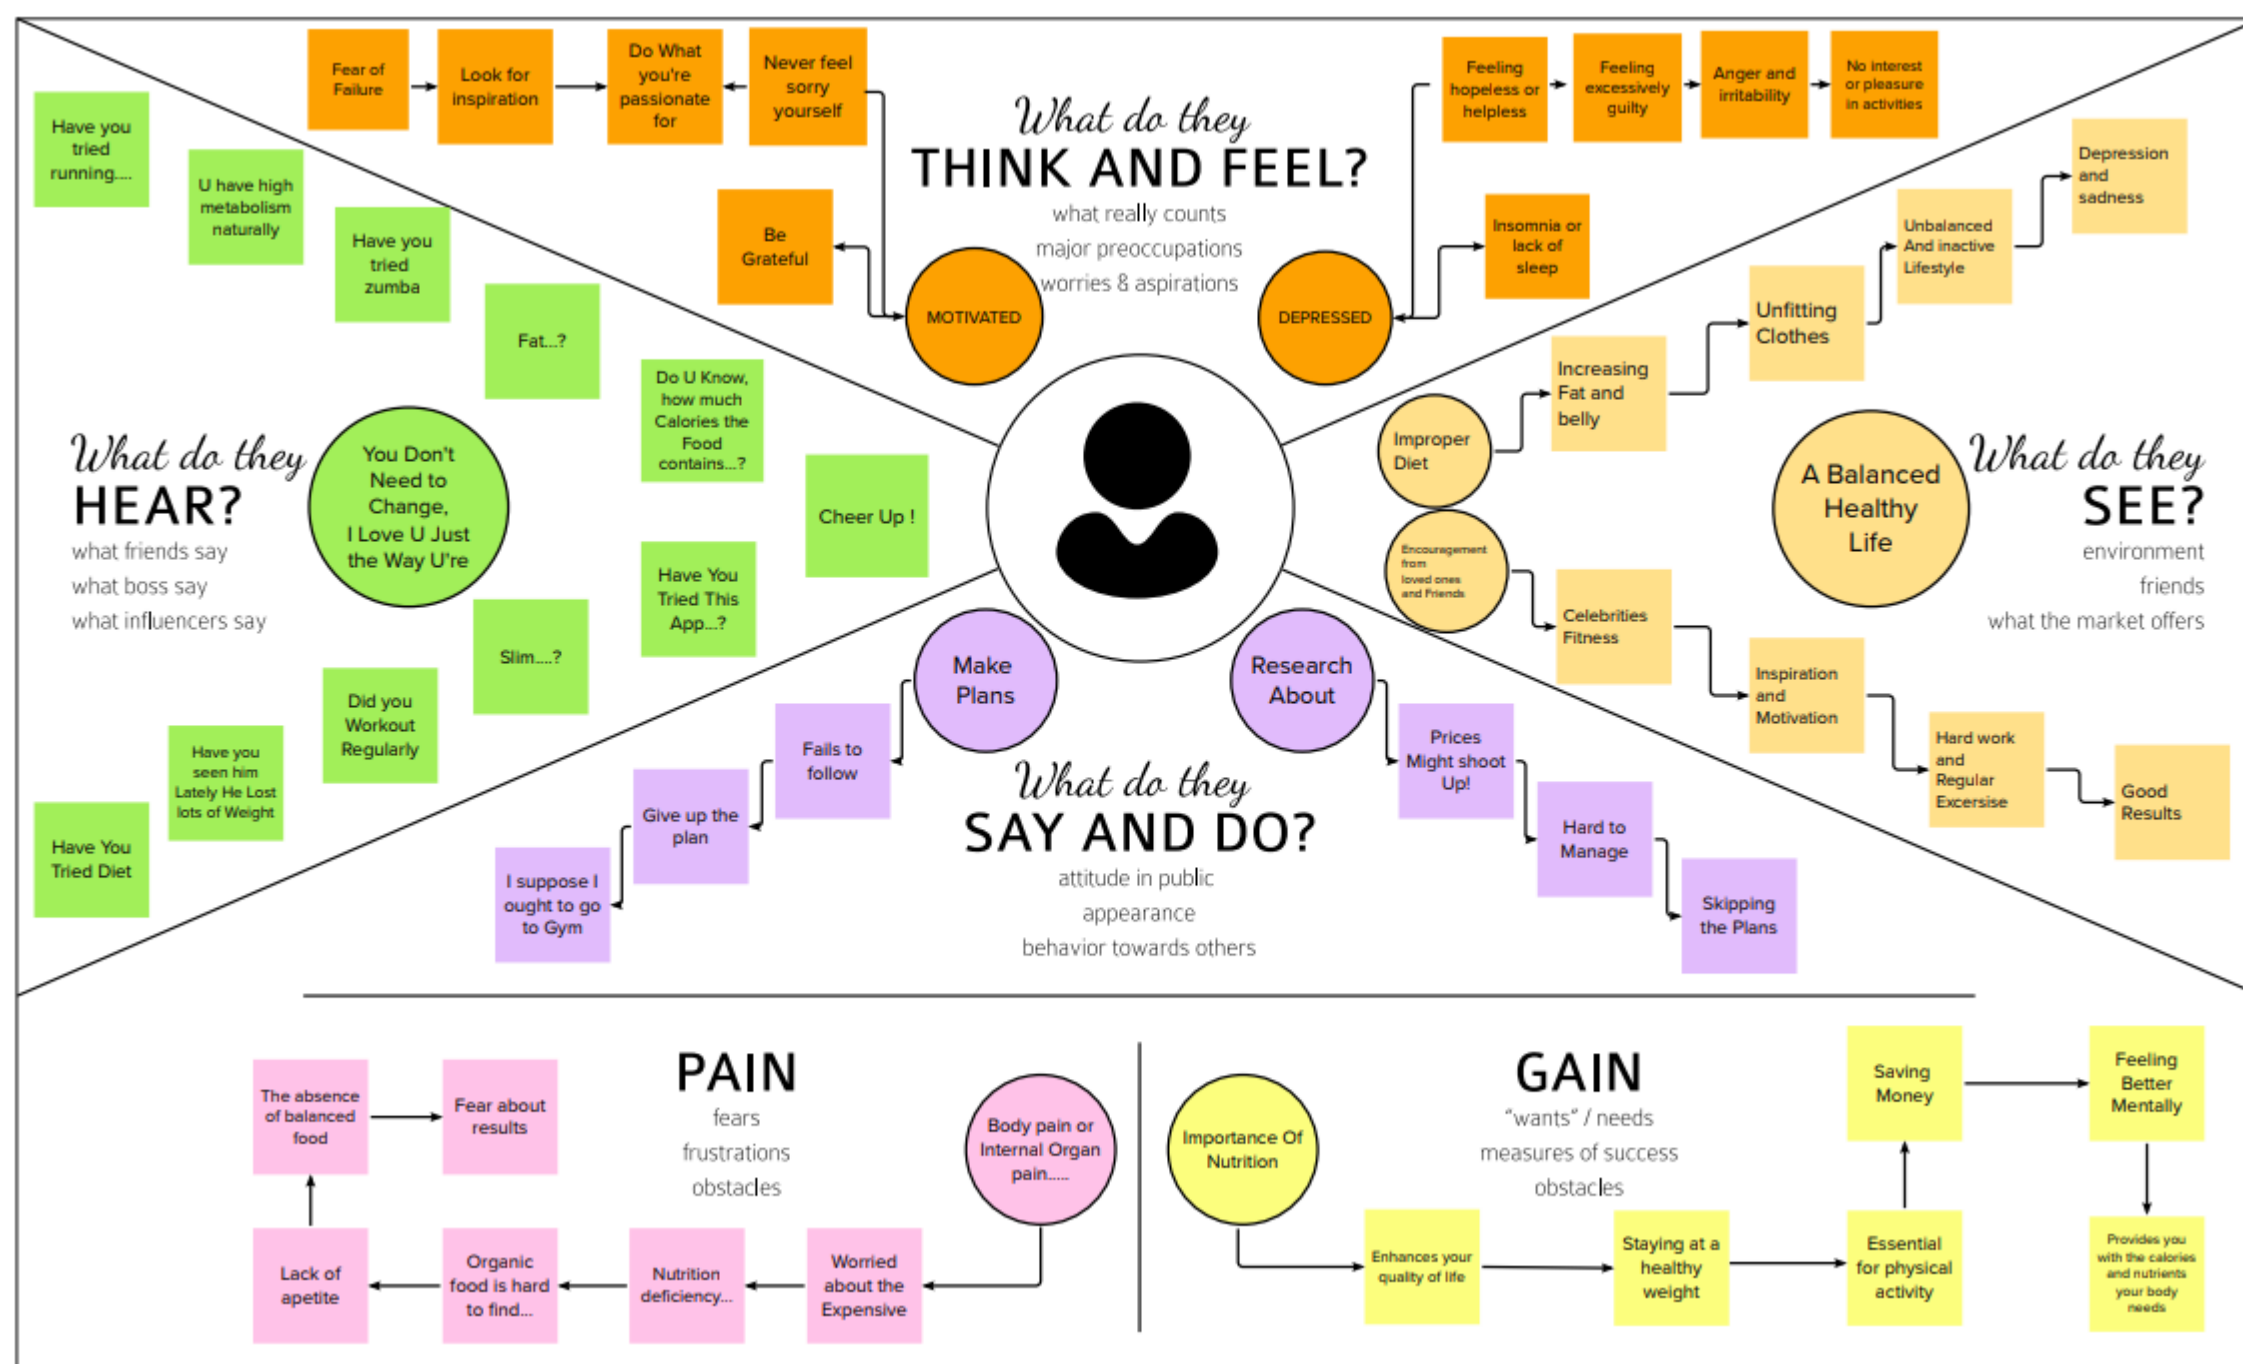 Fear of
Failure
Look for
inspiration
Do What
you're
passionate
for
Never feel
sorry
yourself
Be
Grateful
MOTIVATED
What do they
THINK AND FEEL?
what really counts
major preoccupations
worries & aspirations
DEPRESSED
Feeling
hopeless or
helpless
Feeling
excessively
guilty
Anger and
irritability
No interest
or pleasure
in activities
Insomnia or
lack of
sleep
Have you
tried
running....
U have high
metabolism
naturally
Have you
tried
zumba
Fat...?
Do U Know,
how much
Calories the
Food
contains...?
Cheer Up !
What do they
HEAR?
what friends say
what boss say
what influencers say
You Don't
Need to
Change,
I Love U Just
the Way U're
Have You
Tried This
App...?
Slim....?
Did you
Workout
Regularly
Have you
seen him
Lately He Lost
lots of Weight
Have You
Tried Diet
Improper
Diet
Increasing
Fat and
belly
Unfitting
Clothes
Unbalanced
And inactive
Lifestyle
Depression
and
sadness
A Balanced
Healthy
Life
What do they
SEE?
environment
friends
what the market offers
Encouragement
from
loved ones
and Friends
Celebrities
Fitness
Inspiration
and
Motivation
Hard work
and
Regular
Excersise
Good
Results
Make
Plans
Fails to
follow
Give up the
plan
I suppose I
ought to go
to Gym
What do they
SAY AND DO?
attitude in public
appearance
behavior towards others
Research
About
Prices
Might shoot
Up!
Hard to
Manage
Skipping
the Plans
PAIN
fears
frustrations
obstacles
Body pain or
Internal Organ
pain.....
Worried
about the
Expensive
Nutrition
deficiency...
Organic
food is hard
to find...
Lack of
apetite
The absence
of balanced
food
Fear about
results
GAIN
"wants" / needs
measures of success
obstacles
Importance Of
Nutrition
Enhances your
quality of life
Staying at a
healthy
weight
Essential
for physical
activity
Saving
Money
Feeling
Better
Mentally
Provides you
with the calories
and nutrients
your body
needs